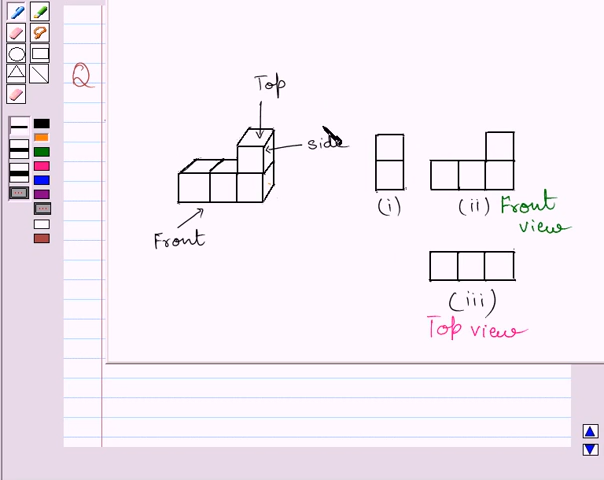 Q
Top
side
Front
(i)
(ii) Front
view
(iii)
Top view